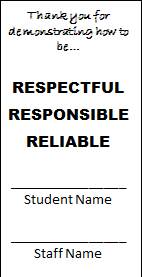 Thank you for
demonstrating how to
be...
RESPECTFUL
RESPONSIBLE
RELIABLE
Student Name
Staff Name